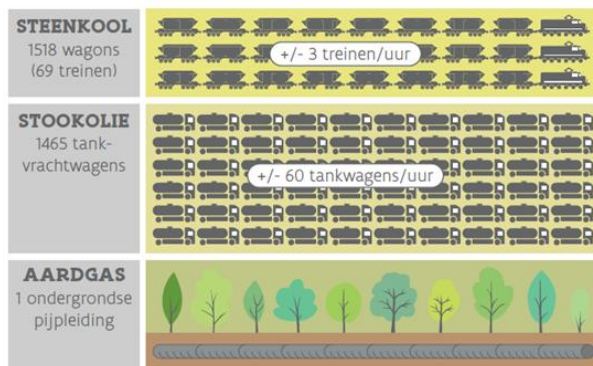 STEENKOOL
1518 wagons
(69 treinen)
+/- 3 treinen/uur
STOOKOLIE
1465 tank-
vrachtwagens
+/- 60 tankwagens/uur
AARDGAS
1 ondergrondse
pijpleiding